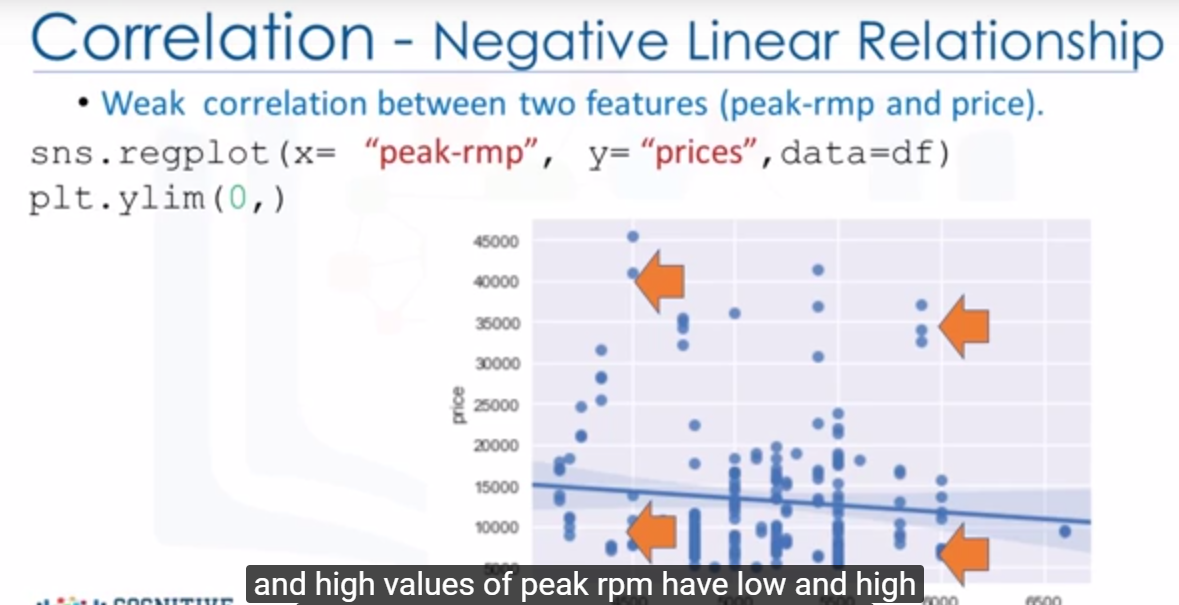 Correlation - Negative Linear Relationship
• Weak correlation between two features (peak-rmp and price).
sns.regplot(x= “peak-rmp”, y= “prices”,data=df)
plt.ylim(0,)
45000
40000
35000
30000
25000
20000
15000
10000
price
and high values of peak rpm have low and high
6500